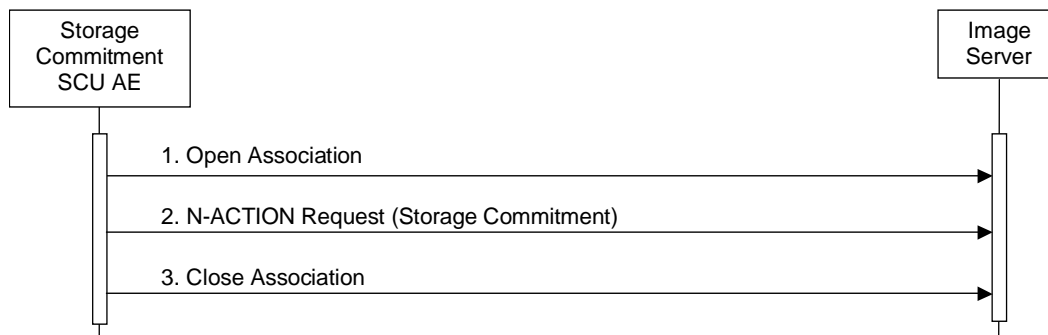 Storage
Commitment
SCU AE
Image
Server
1. Open Association
2. N-ACTION Request (Storage Commitment)
3. Close Association